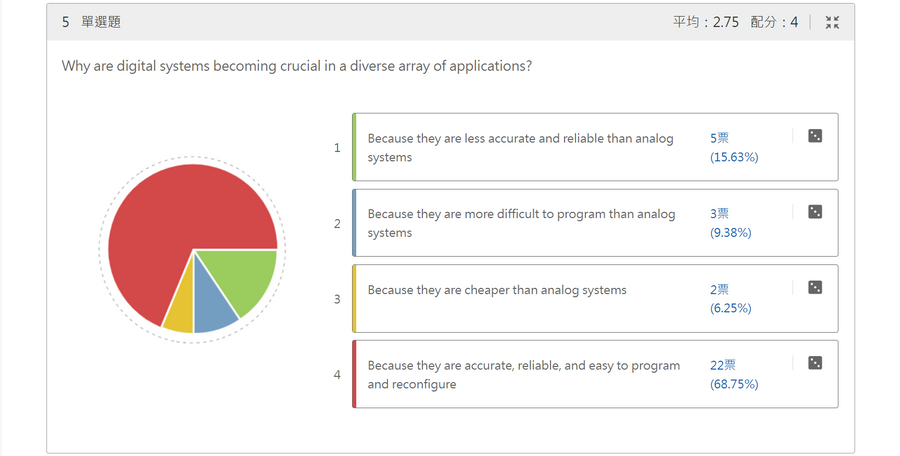 5 單選題 平均：2.75 配分：4
Why are digital systems becoming crucial in a diverse array of applications?
1
Because they are less accurate and reliable than analog
systems
5票
(15.63%)
2
Because they are more difficult to program than analog
systems
3票
(9.38%)
3
Because they are cheaper than analog systems
2票
(6.25%)
4
Because they are accurate, reliable, and easy to program
and reconfigure
22票
(68.75%)